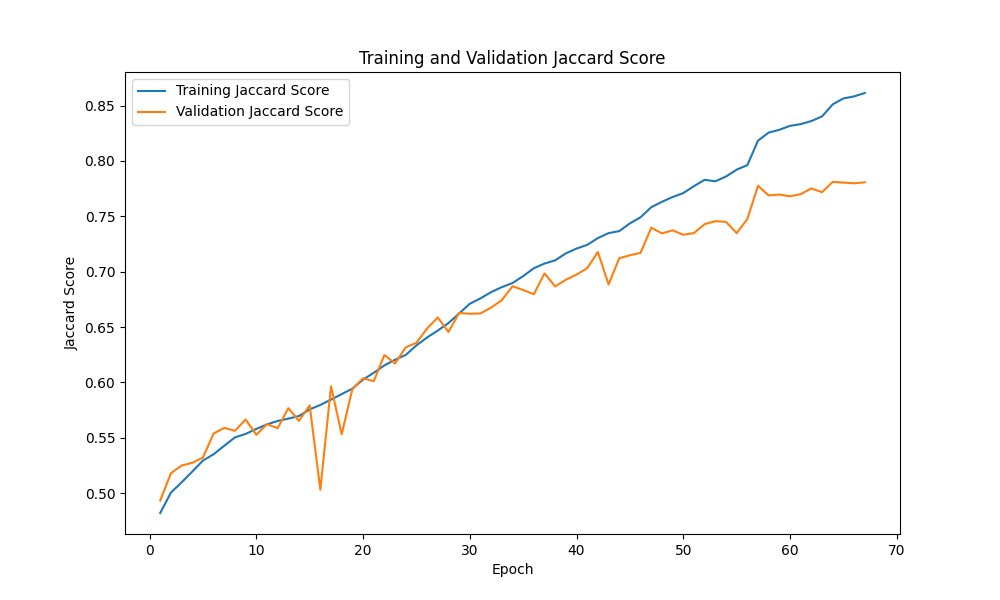 Training and Validation Jaccard Score
Training Jaccard Score
Validation Jaccard Score
Jaccard Score
0.85
0.80
0.75
0.70
0.65
0.60
0.55
0.50
0 10 20 30 40 50 60 70
Epoch